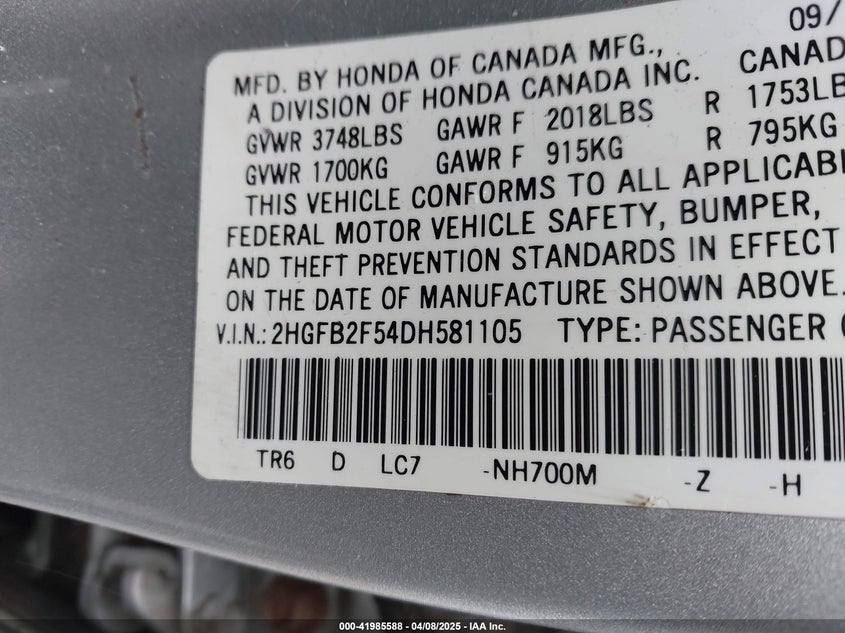 09/
MFD. BY HONDA OF CANADA MFG.,
A DIVISION OF HONDA CANADA INC. CANAD
GVWR 3748LBS GAWR F 2018LBS R 1753LB
GVWR 1700KG GAWR F 915KG R 795KG
THIS VEHICLE CONFORMS TO ALL APPLICABL
FEDERAL MOTOR VEHICLE SAFETY, BUMPER,
AND THEFT PREVENTION STANDARDS IN EFFECT
ON THE DATE OF MANUFACTURE SHOWN ABOVE.
V.I.N.: 2HGFB2F54DH581105 TYPE: PASSENGER
TR6 D LC7 -NH700M -Z -H
000-41985588 - 04/08/2025 - IAA Inc.